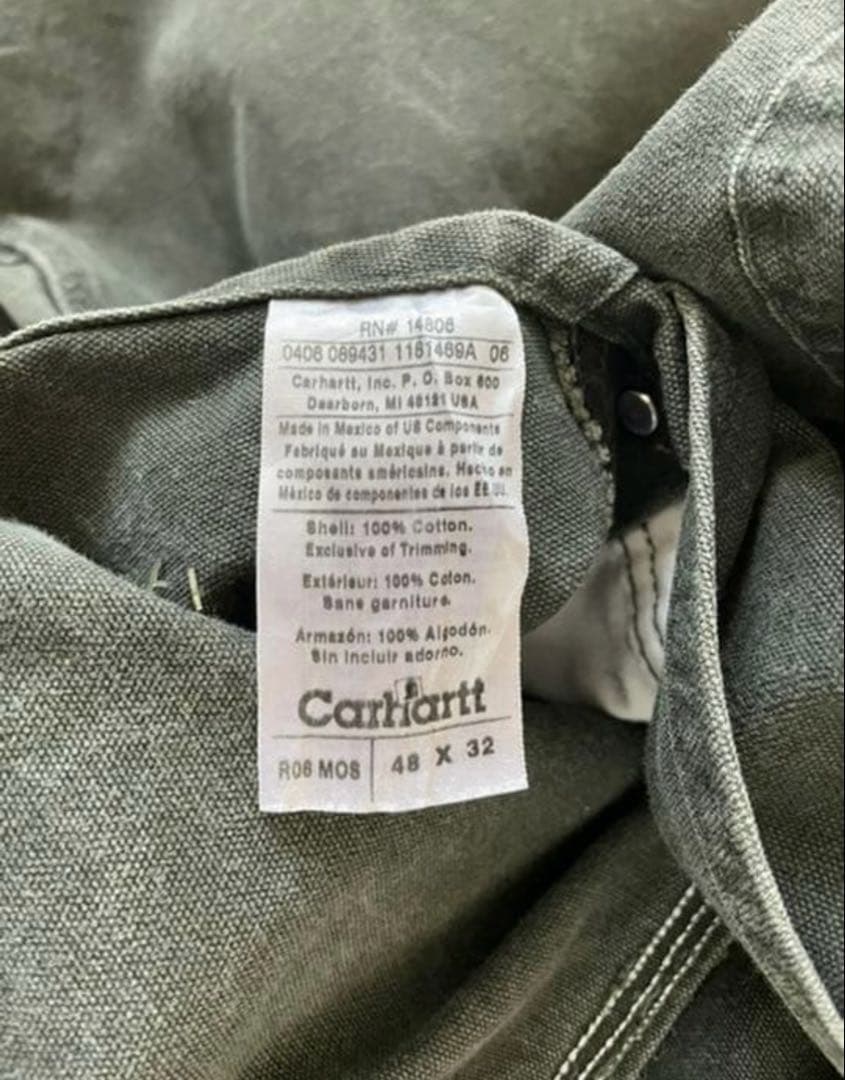 RN# 14806
0406 069431 1161469A 06
Carhartt, Inc. P. O. Box 600
Dearborn, MI 48121 USA
Made in Mexico of US Components
Fabriqué au Mexique à partir de
composants américains. Hecho en
México de componentes de los EE.UU.
Shell: 100% Cotton.
Exclusive of Trimming.
Extérieur: 100% Coton.
Sans garniture.
Armazón: 100% Algodón.
Sin incluir adorno.
Carhartt
R06 MOS 48 X 32